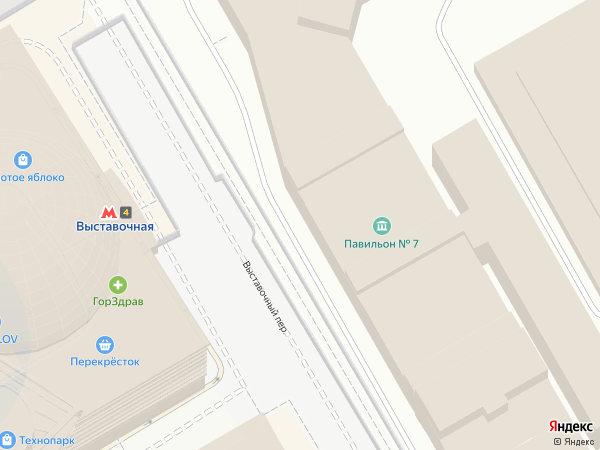 отое яблоко
4
Выставочная
Павильон № 7
Выставочный пер.
ГорЗдрав
LOV
Перекрёсток
Технопарк
Яндекс
© Яндекс